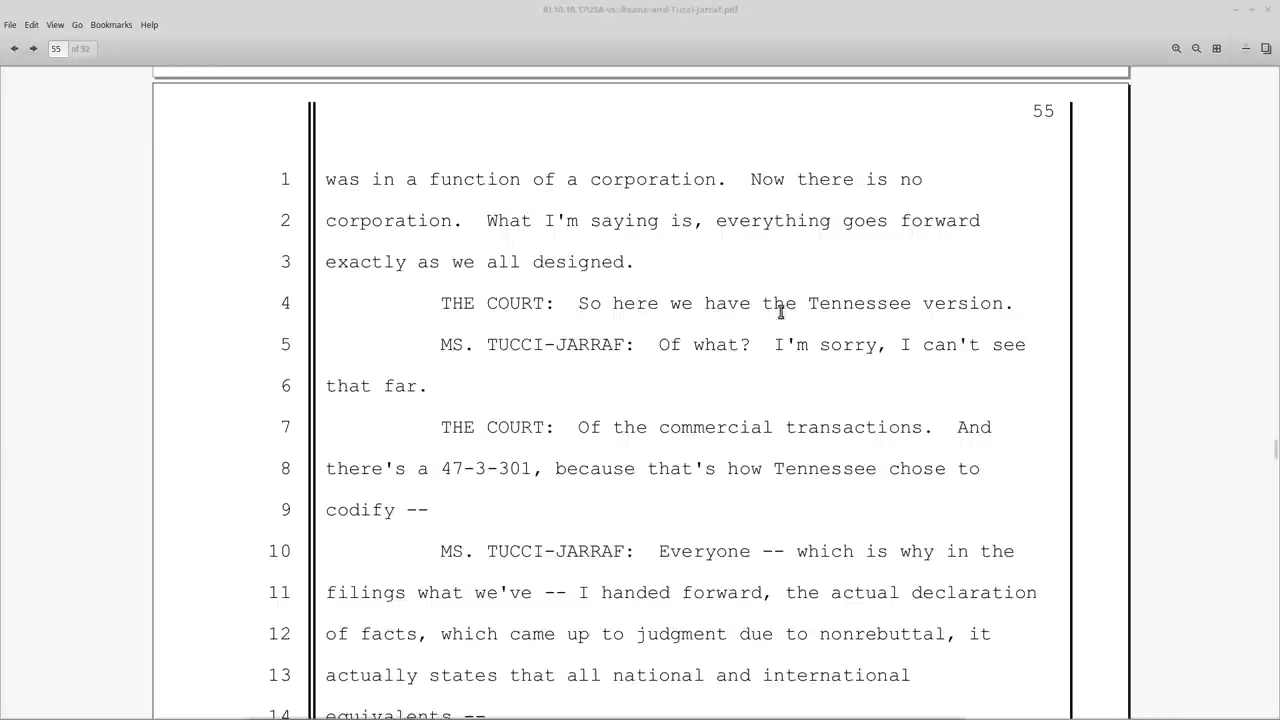 File Edit View Go Bookmarks Help
55 of 92
55
1 was in a function of a corporation. Now there is no
2 corporation. What I'm saying is, everything goes forward
3 exactly as we all designed.
4 THE COURT: So here we have the Tennessee version.
5 MS. TUCCI-JARRAF: Of what? I'm sorry, I can't see
6 that far.
7 THE COURT: Of the commercial transactions. And
8 there's a 47-3-301, because that's how Tennessee chose to
9 codify --
10 MS. TUCCI-JARRAF: Everyone -- which is why in the
11 filings what we've -- I handed forward, the actual declaration
12 of facts, which came up to judgment due to nonrebuttal, it
13 actually states that all national and international
14 equivalents --